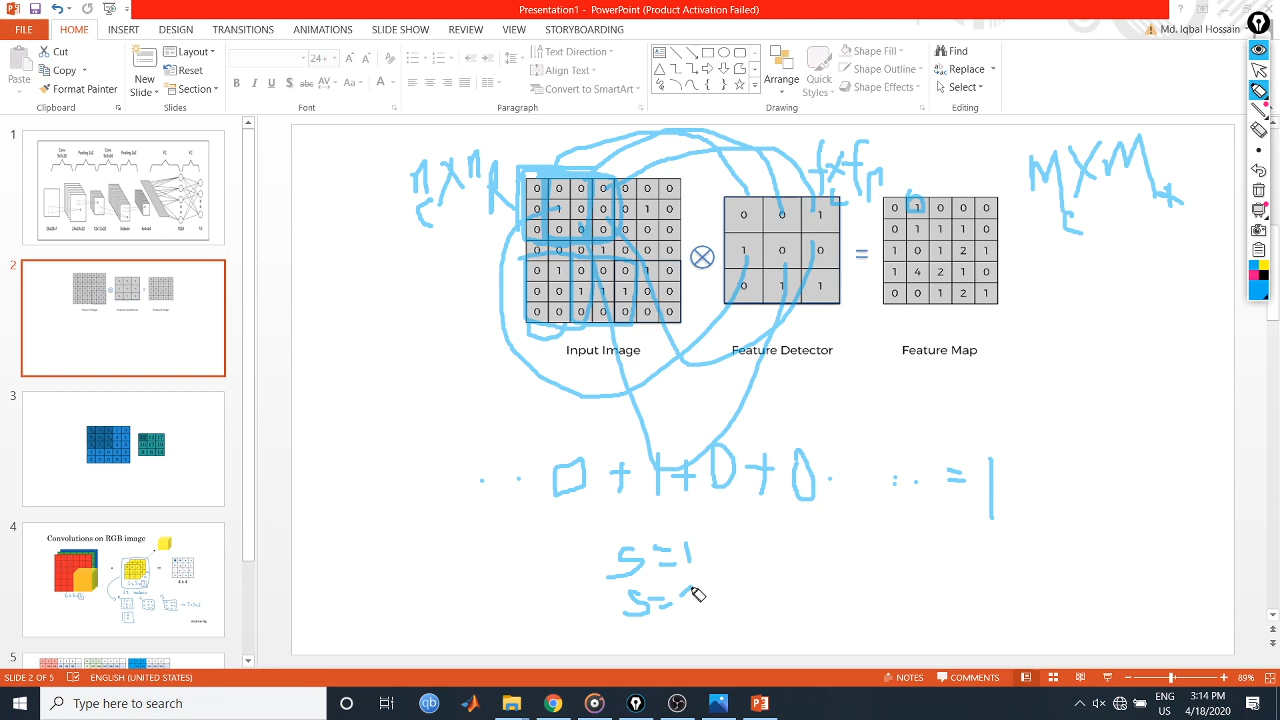 Presentation1 - PowerPoint (Product Activation Failed)
FILE HOME INSERT DESIGN TRANSITIONS ANIMATIONS SLIDE SHOW REVIEW VIEW STORYBOARDING Md. Iqbal Hossain
Paste
Cut
Copy
Format Painter
Clipboard
New Slide
Layout
Reset
Section
Slides
24
B I U S abc AV Aa A
Font
Text Direction
Align Text
Convert to SmartArt
Paragraph
Arrange
Quick Styles
Shape Fill
Shape Outline
Shape Effects
Drawing
Find
Replace
Select
Editing
1
2
3
4
Convolutions on RGB image
5
n x n
f x f
M x M
0 0 0 0 0 0 0
0 1 0 0 0 1 0
0 0 0 0 0 0 0
0 0 0 1 0 0 0
0 1 0 0 0 1 0
0 0 1 1 1 0 0
0 0 0 0 0 0 0
Input Image
⊗
0 0 1
1 0 0
0 1 1
Feature Detector
=
0 1 0 0 0
0 1 1 1 0
1 0 1 2 1
1 4 2 1 0
0 0 1 2 1
Feature Map
. . 0 + 1 + 0 + 0 . . . = 1
S = 1
S =
SLIDE 2 OF 5 ENGLISH (UNITED STATES) NOTES COMMENTS 89%
Type here to search
ENG
US
3:14 PM
4/18/2020